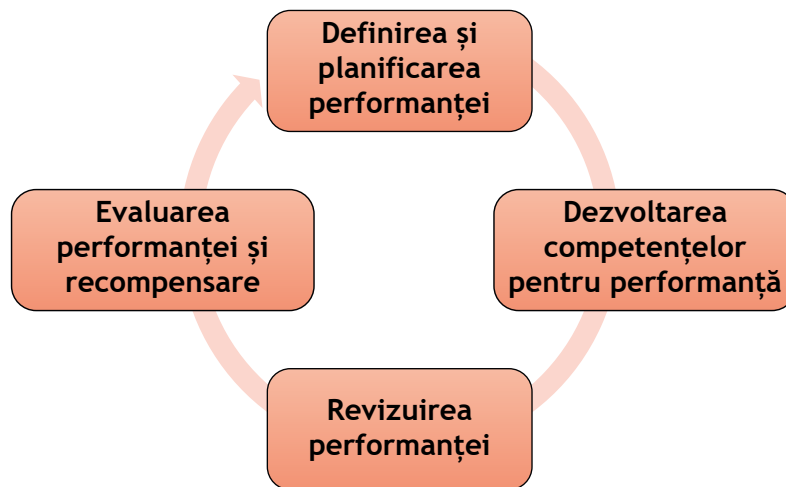 Definirea și
planificarea
performanței
Dezvoltarea
competențelor
pentru performanță
Revizuirea
performanței
Evaluarea
performanței și
recompensare